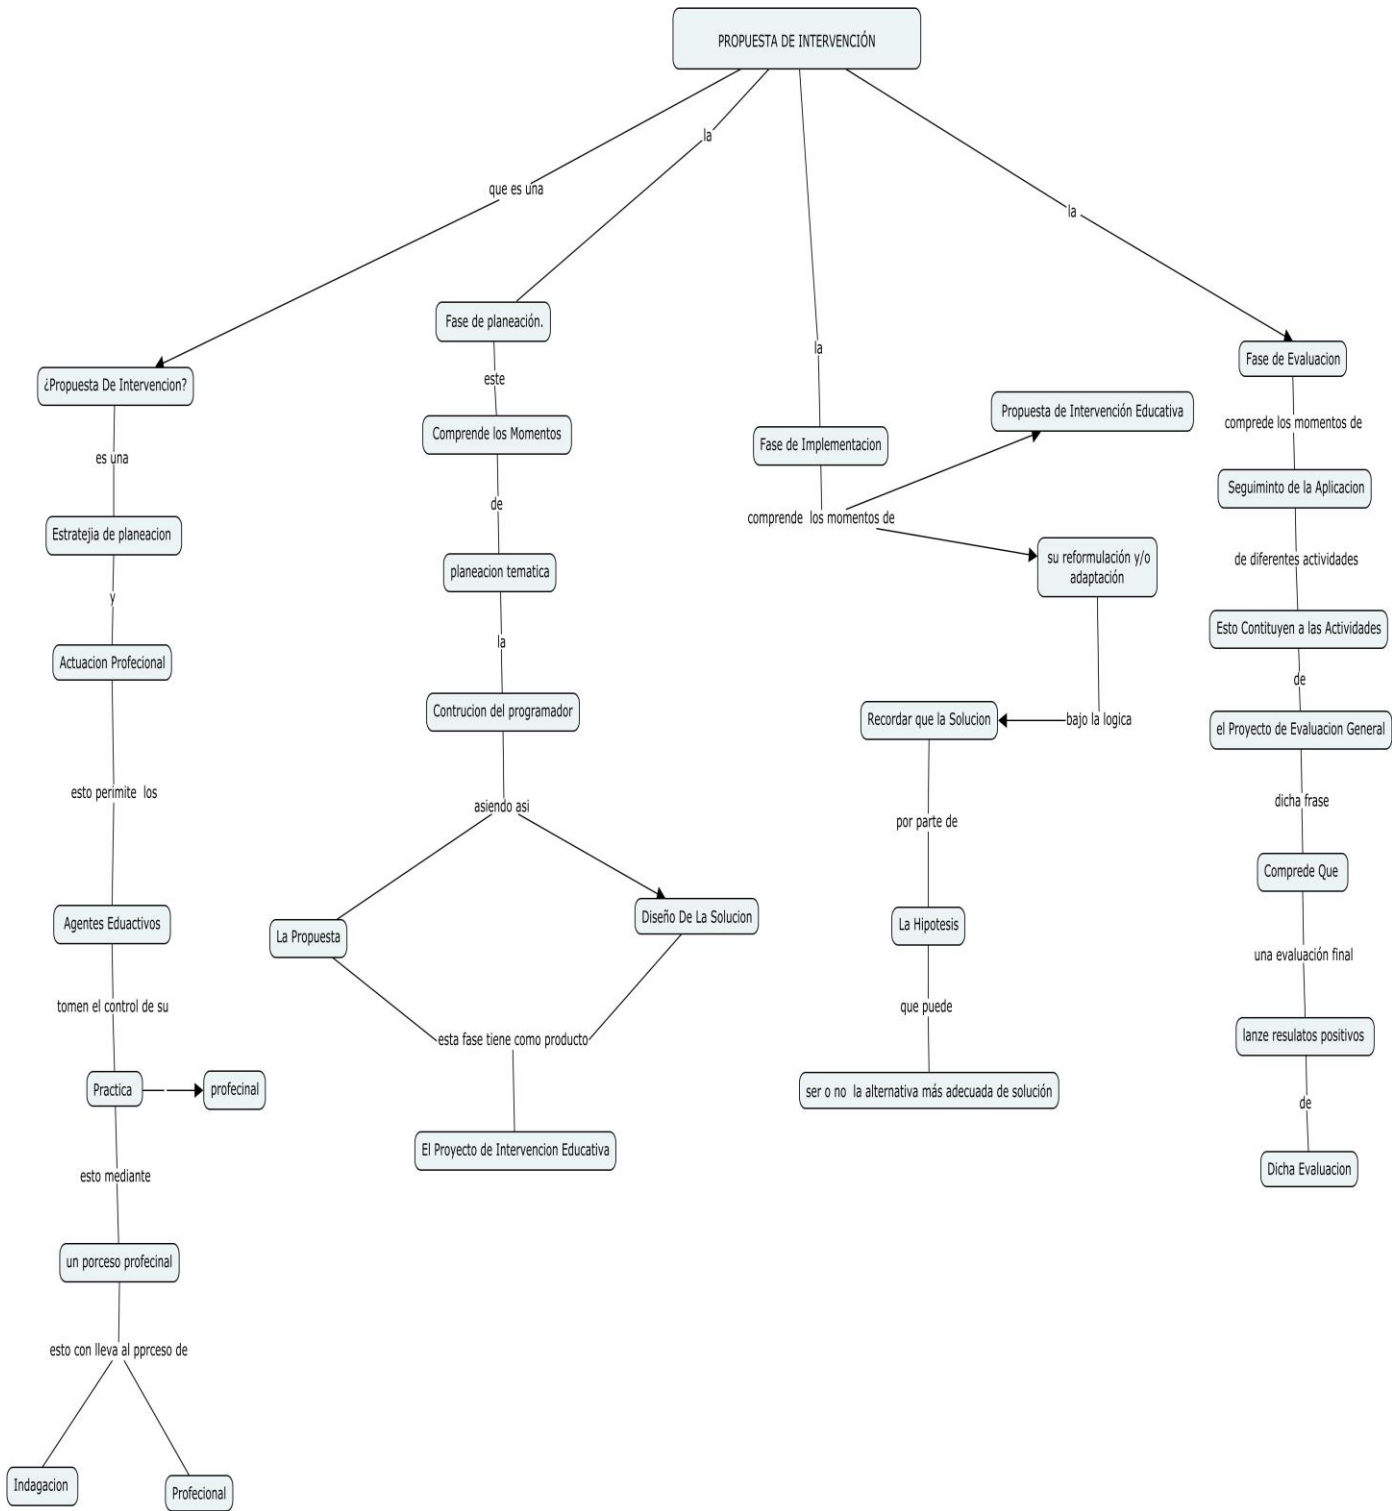 PROPUESTA DE INTERVENCIÓN
que es una
¿Propuesta De Intervencion?
es una
Estratejia de planeacion
y
Actuacion Profecional
esto perimite los
Agentes Eduactivos
tomen el control de su
Practica
profecinal
esto mediante
un porceso profecinal
esto con lleva al pprceso de
Indagacion
Profecional
la
Fase de planeación.
este
Comprende los Momentos
de
planeacion tematica
la
Contrucion del programador
asiendo asi
La Propuesta
Diseño De La Solucion
esta fase tiene como producto
El Proyecto de Intervencion Educativa
la
Fase de Implementacion
comprende los momentos de
Propuesta de Intervención Educativa
su reformulación y/o
adaptación
bajo la logica
Recordar que la Solucion
por parte de
La Hipotesis
que puede
ser o no la alternativa más adecuada de solución
la
Fase de Evaluacion
comprede los momentos de
Seguiminto de la Aplicacion
de diferentes actividades
Esto Contituyen a las Actividades
de
el Proyecto de Evaluacion General
dicha frase
Comprede Que
una evaluación final
lanze resulatos positivos
de
Dicha Evaluacion